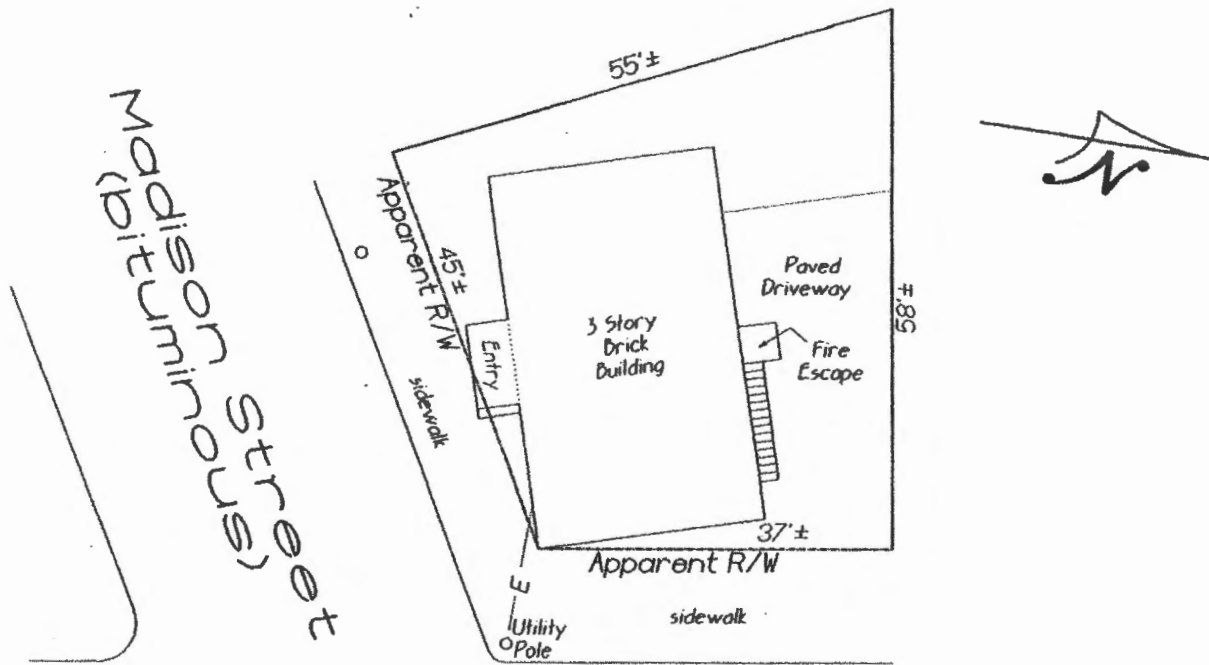 55'±
Madison Street
(bituminous)
Apparent R/W
45'±
N
Paved
Driveway
58'±
3 Story
Brick
Building
Entry
Fire
Escape
sidewalk
37'±
Apparent R/W
E
sidewalk
Utility
Pole